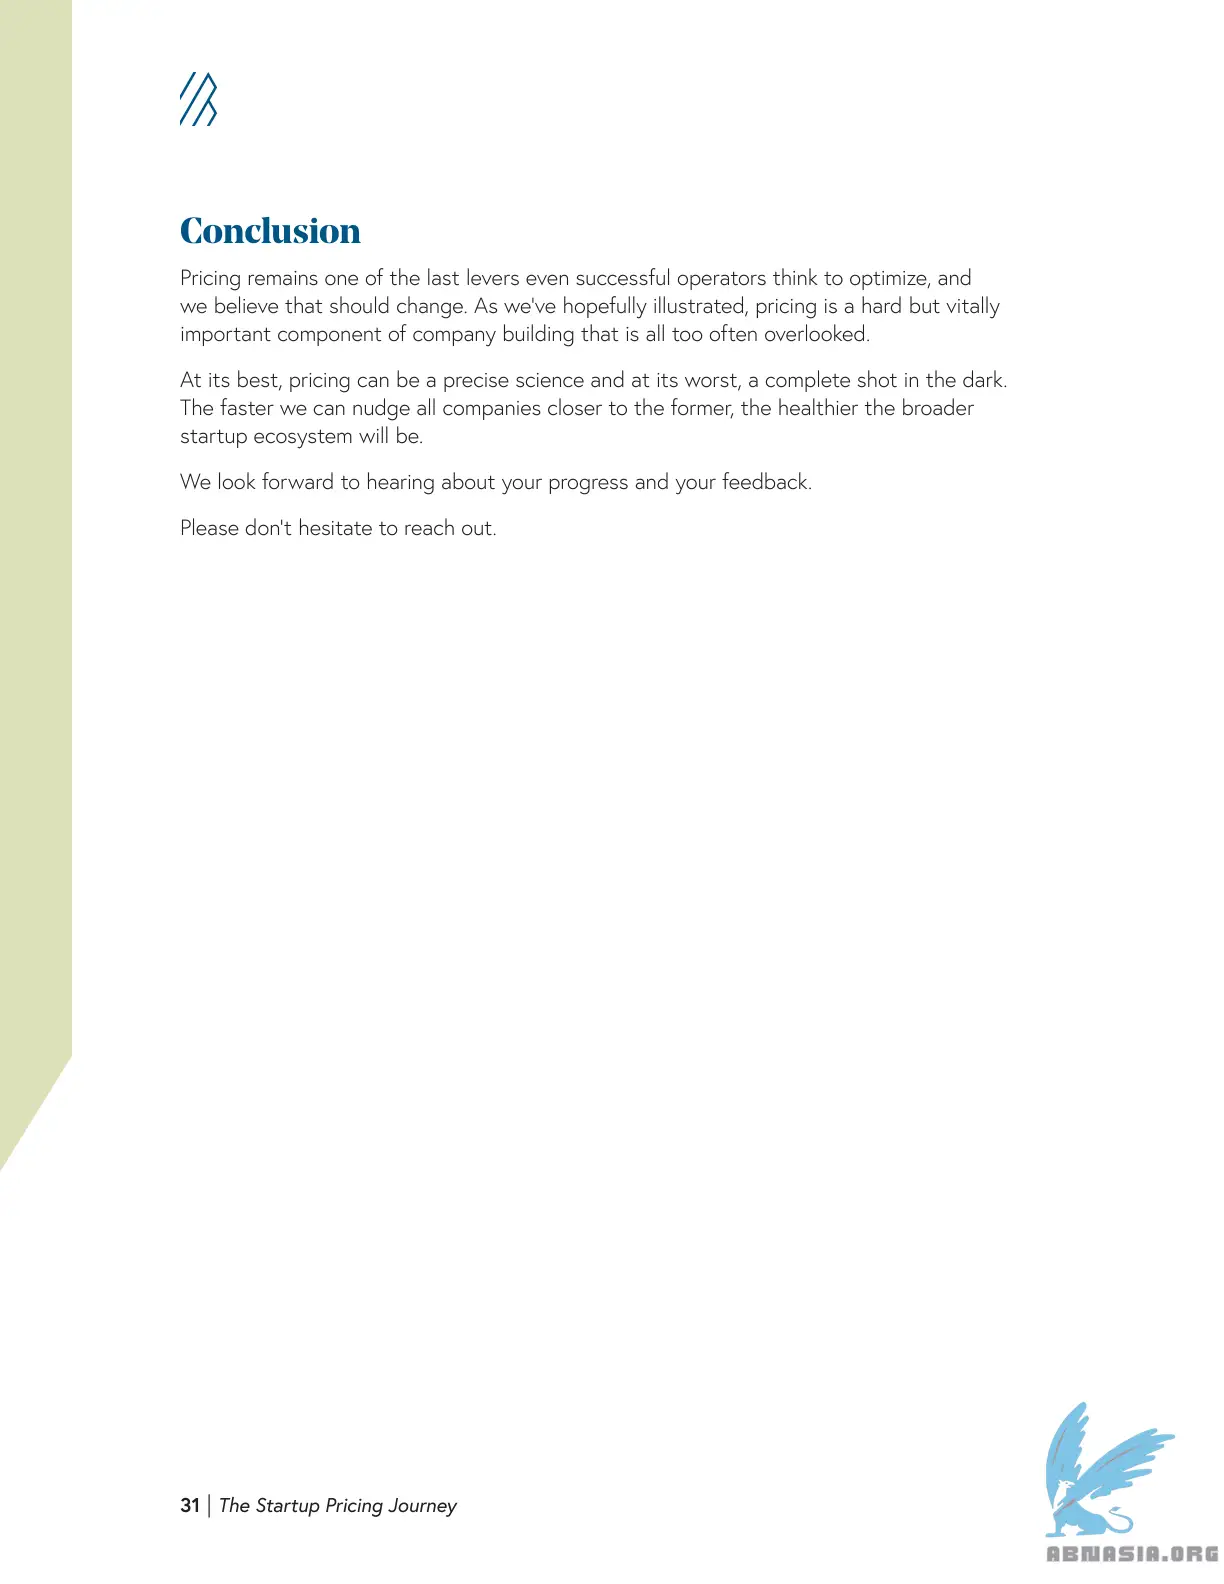 Conclusion
Pricing remains one of the last levers even successful operators think to optimize, and
we believe that should change. As we've hopefully illustrated, pricing is a hard but vitally
important component of company building that is all too often overlooked.
At its best, pricing can be a precise science and at its worst, a complete shot in the dark.
The faster we can nudge all companies closer to the former, the healthier the broader
startup ecosystem will be.
We look forward to hearing about your progress and your feedback.
Please don't hesitate to reach out.
31 | The Startup Pricing Journey
ABNASIA.ORG